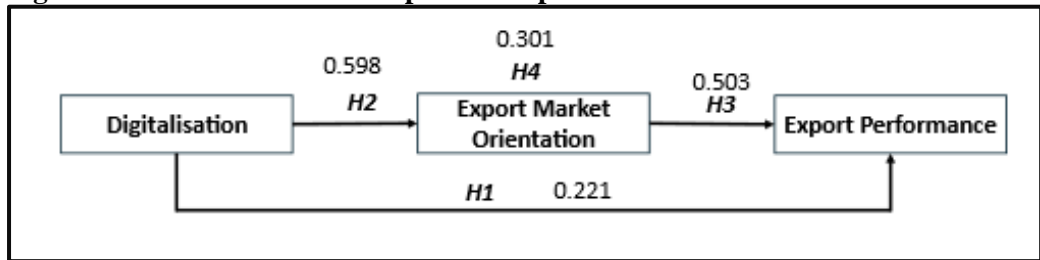 0.301
0.598
H4
0.503
H2
H3
Digitalisation
Export Market
Orientation
Export Performance
H1 0.221